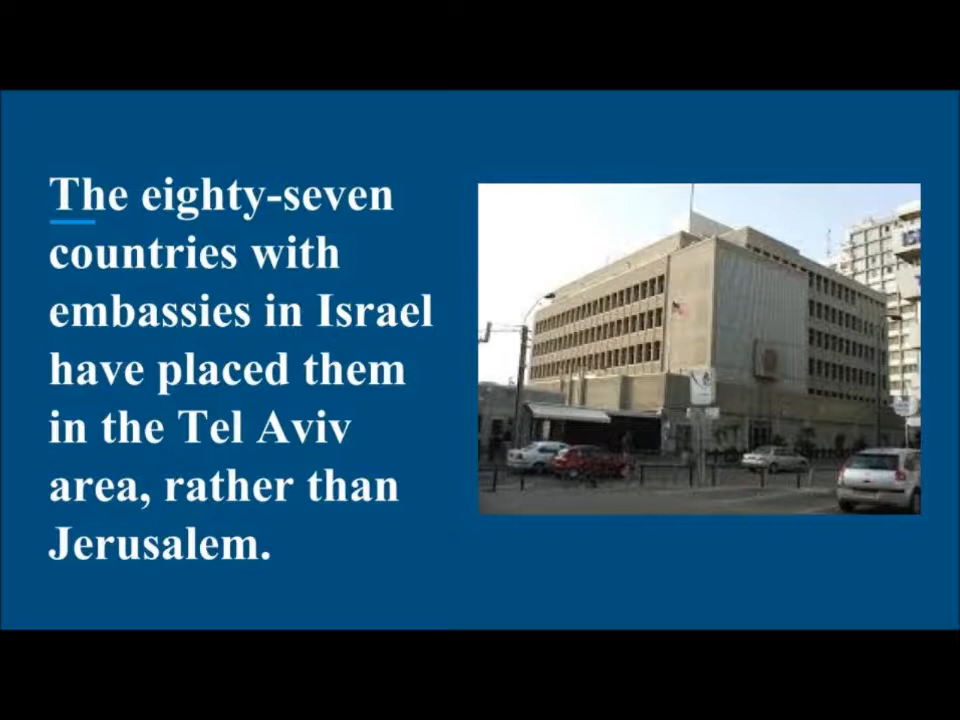 The eighty-seven
countries with
embassies in Israel
have placed them
in the Tel Aviv
area, rather than
Jerusalem.